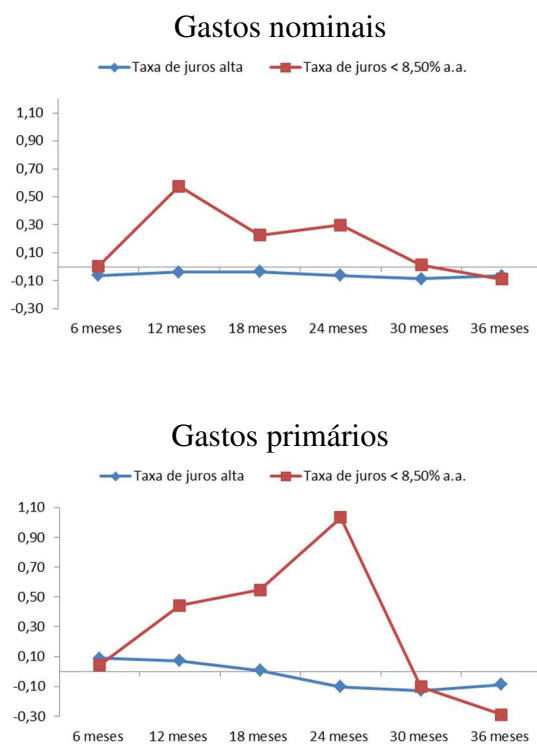 Gastos nominais
Taxa de juros alta Taxa de juros < 8,50% a.a.
1,10
0,90
0,70
0,50
0,30
0,10
-0,10
-0,30
6 meses 12 meses 18 meses 24 meses 30 meses 36 meses
Gastos primários
Taxa de juros alta Taxa de juros < 8,50% a.a.
1,10
0,90
0,70
0,50
0,30
0,10
-0,10
-0,30
6 meses 12 meses 18 meses 24 meses 30 meses 36 meses